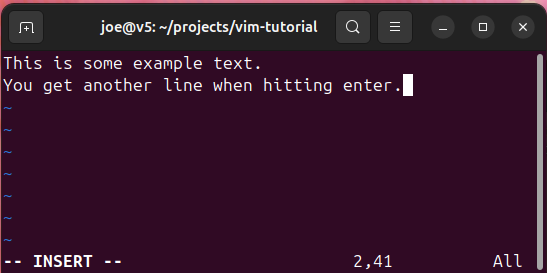 joe@v5: ~/projects/vim-tutorial
This is some example text.
You get another line when hitting enter.
~
~
~
~
~
~
~
-- INSERT -- 2,41 All